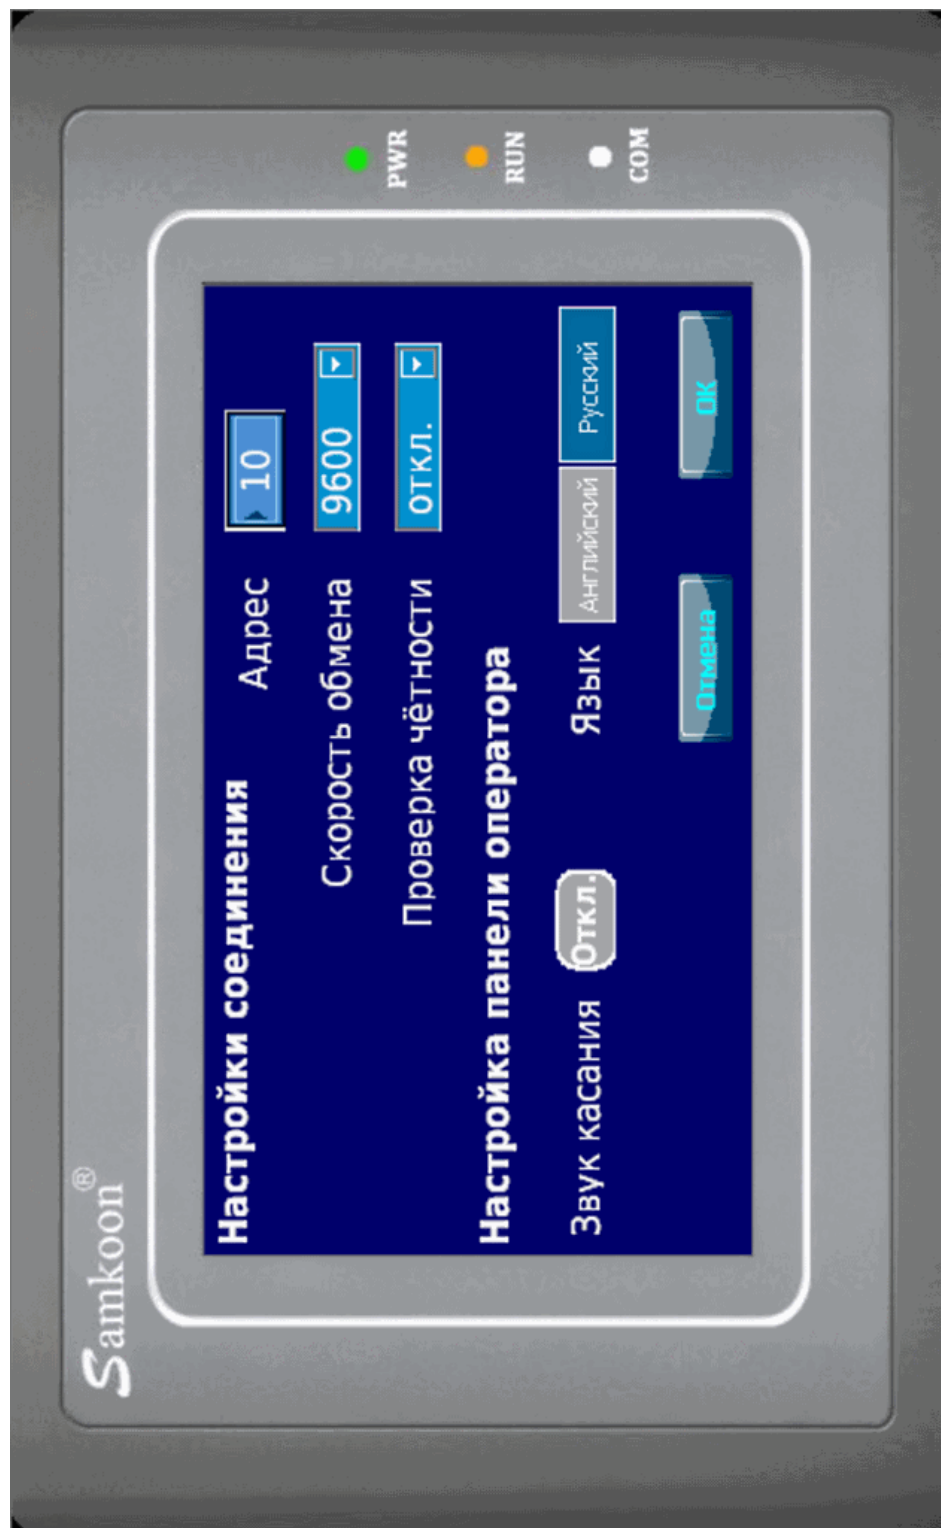 Samkoon®
PWR
RUN
COM
Настройки соединения
Адрес 10
Скорость обмена 9600
Проверка чётности откл.
Настройка панели оператора
Звук касания Откл. Язык Английский Русский
Отмена OK